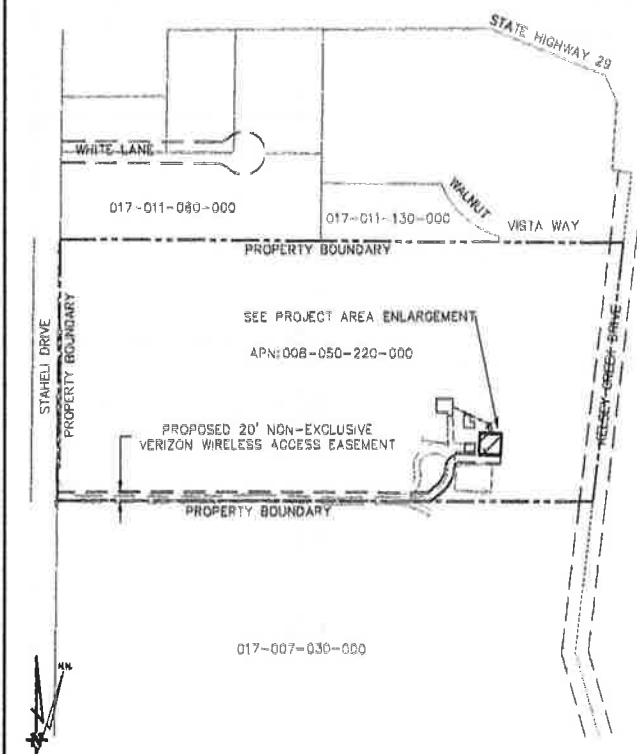 STATE HIGHWAY 29
WHITE LANE
017-011-060-000
017-011-130-000
WALNUT
VISTA WAY
PROPERTY BOUNDARY
STAHELI DRIVE
PROPERTY BOUNDARY
SEE PROJECT AREA ENLARGEMENT
APN:008-050-220-000
KELSEY CREEK DRIVE
PROPOSED 20' NON-EXCLUSIVE
VERIZON WIRELESS ACCESS EASEMENT
PROPERTY BOUNDARY
017-007-030-000